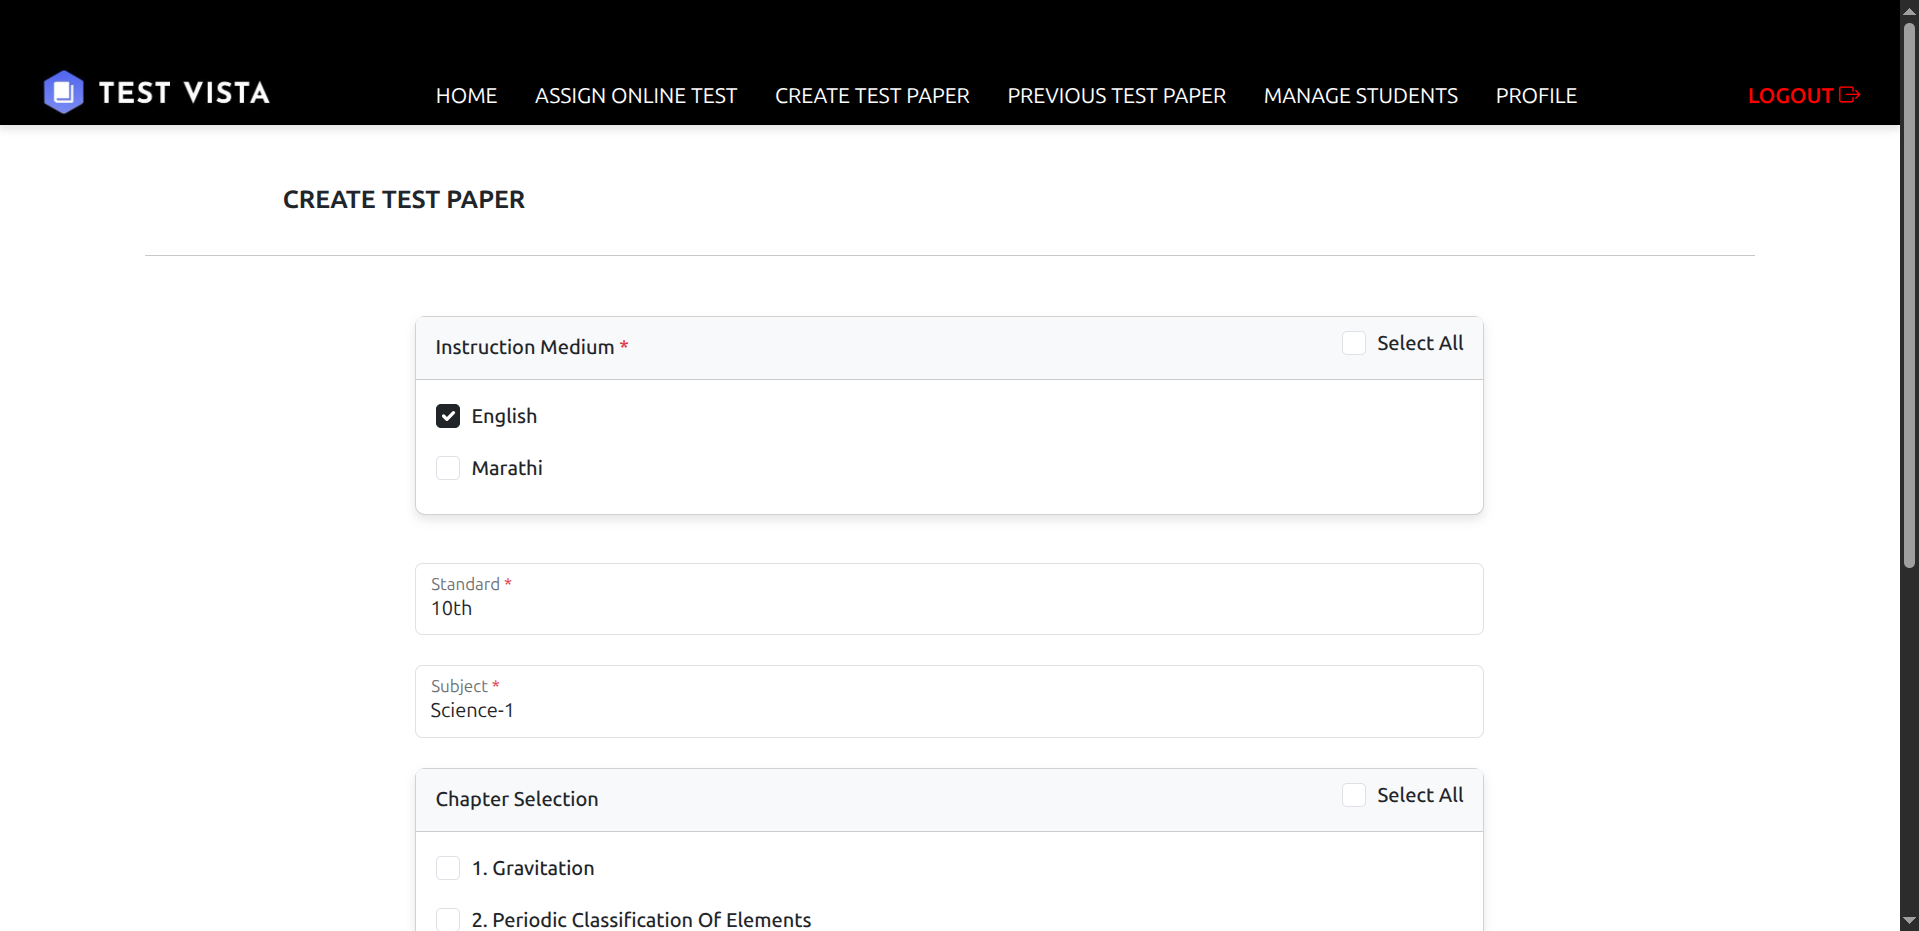 TEST VISTA
HOME ASSIGN ONLINE TEST CREATE TEST PAPER PREVIOUS TEST PAPER MANAGE STUDENTS PROFILE LOGOUT
CREATE TEST PAPER
Instruction Medium * Select All
English
Marathi
Standard *
10th
Subject *
Science-1
Chapter Selection Select All
1. Gravitation
2. Periodic Classification Of Elements